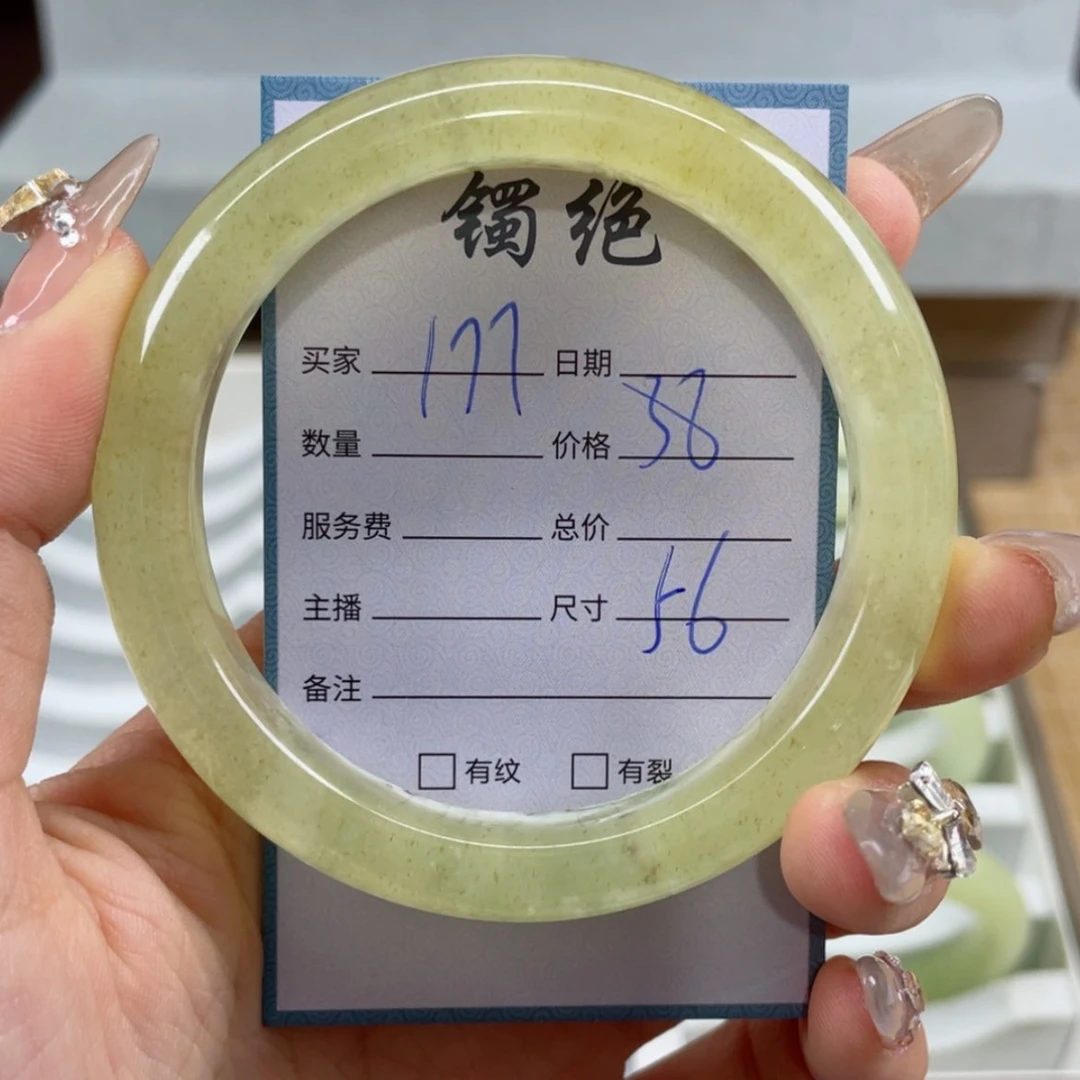 镯绝
买家 177 日期
数量 价格 38
服务费 总价
主播 尺寸 56
备注
有纹 有裂